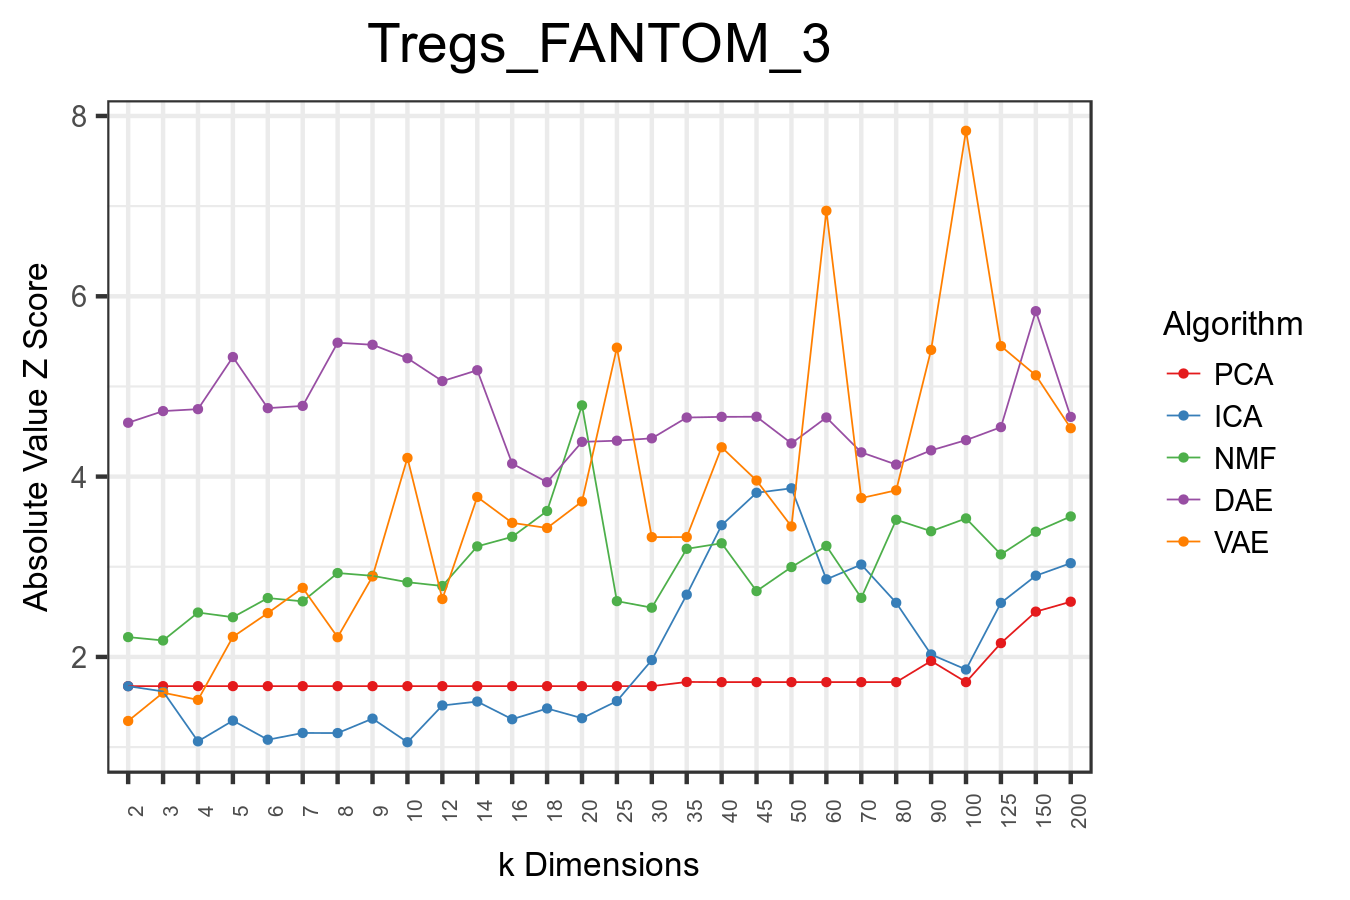 Tregs_FANTOM_3
Absolute Value Z Score
8
6
4
2
2 3 4 5 6 7 8 9 10 12 14 16 18 20 25 30 35 40 45 50 60 70 80 90 100 125 150 200
k Dimensions
Algorithm
PCA
ICA
NMF
DAE
VAE